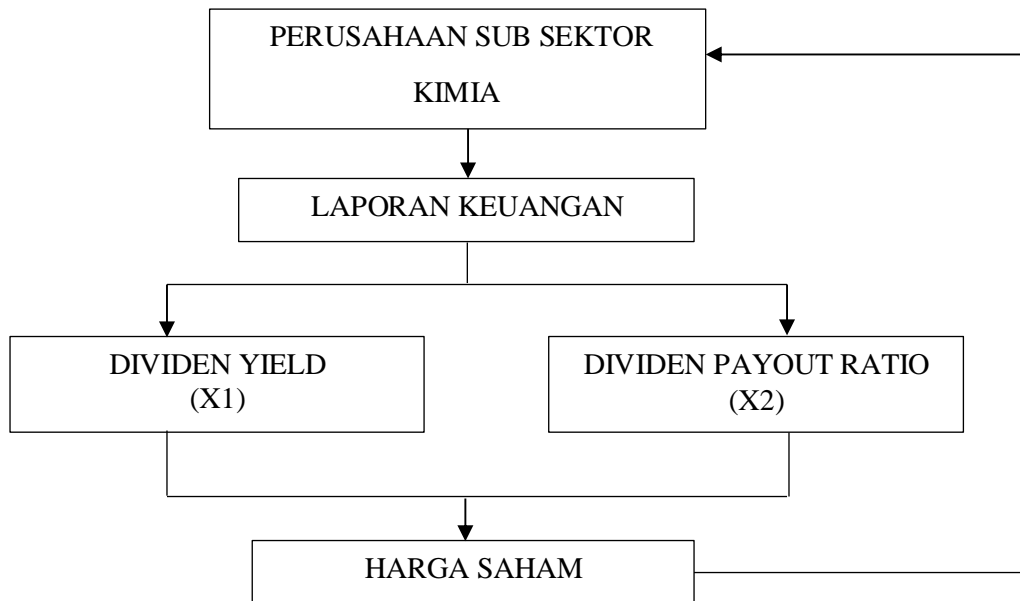 PERUSAHAAN SUB SEKTOR
KIMIA
LAPORAN KEUANGAN
DIVIDEN YIELD
(X1)
DIVIDEN PAYOUT RATIO
(X2)
HARGA SAHAM